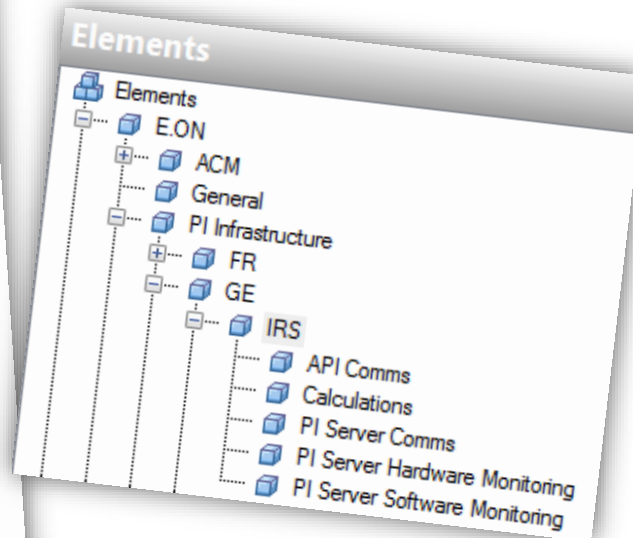 Elements
Elements
E.ON
ACM
General
PI Infrastructure
FR
GE
IRS
API Comms
Calculations
PI Server Comms
PI Server Hardware Monitoring
PI Server Software Monitoring